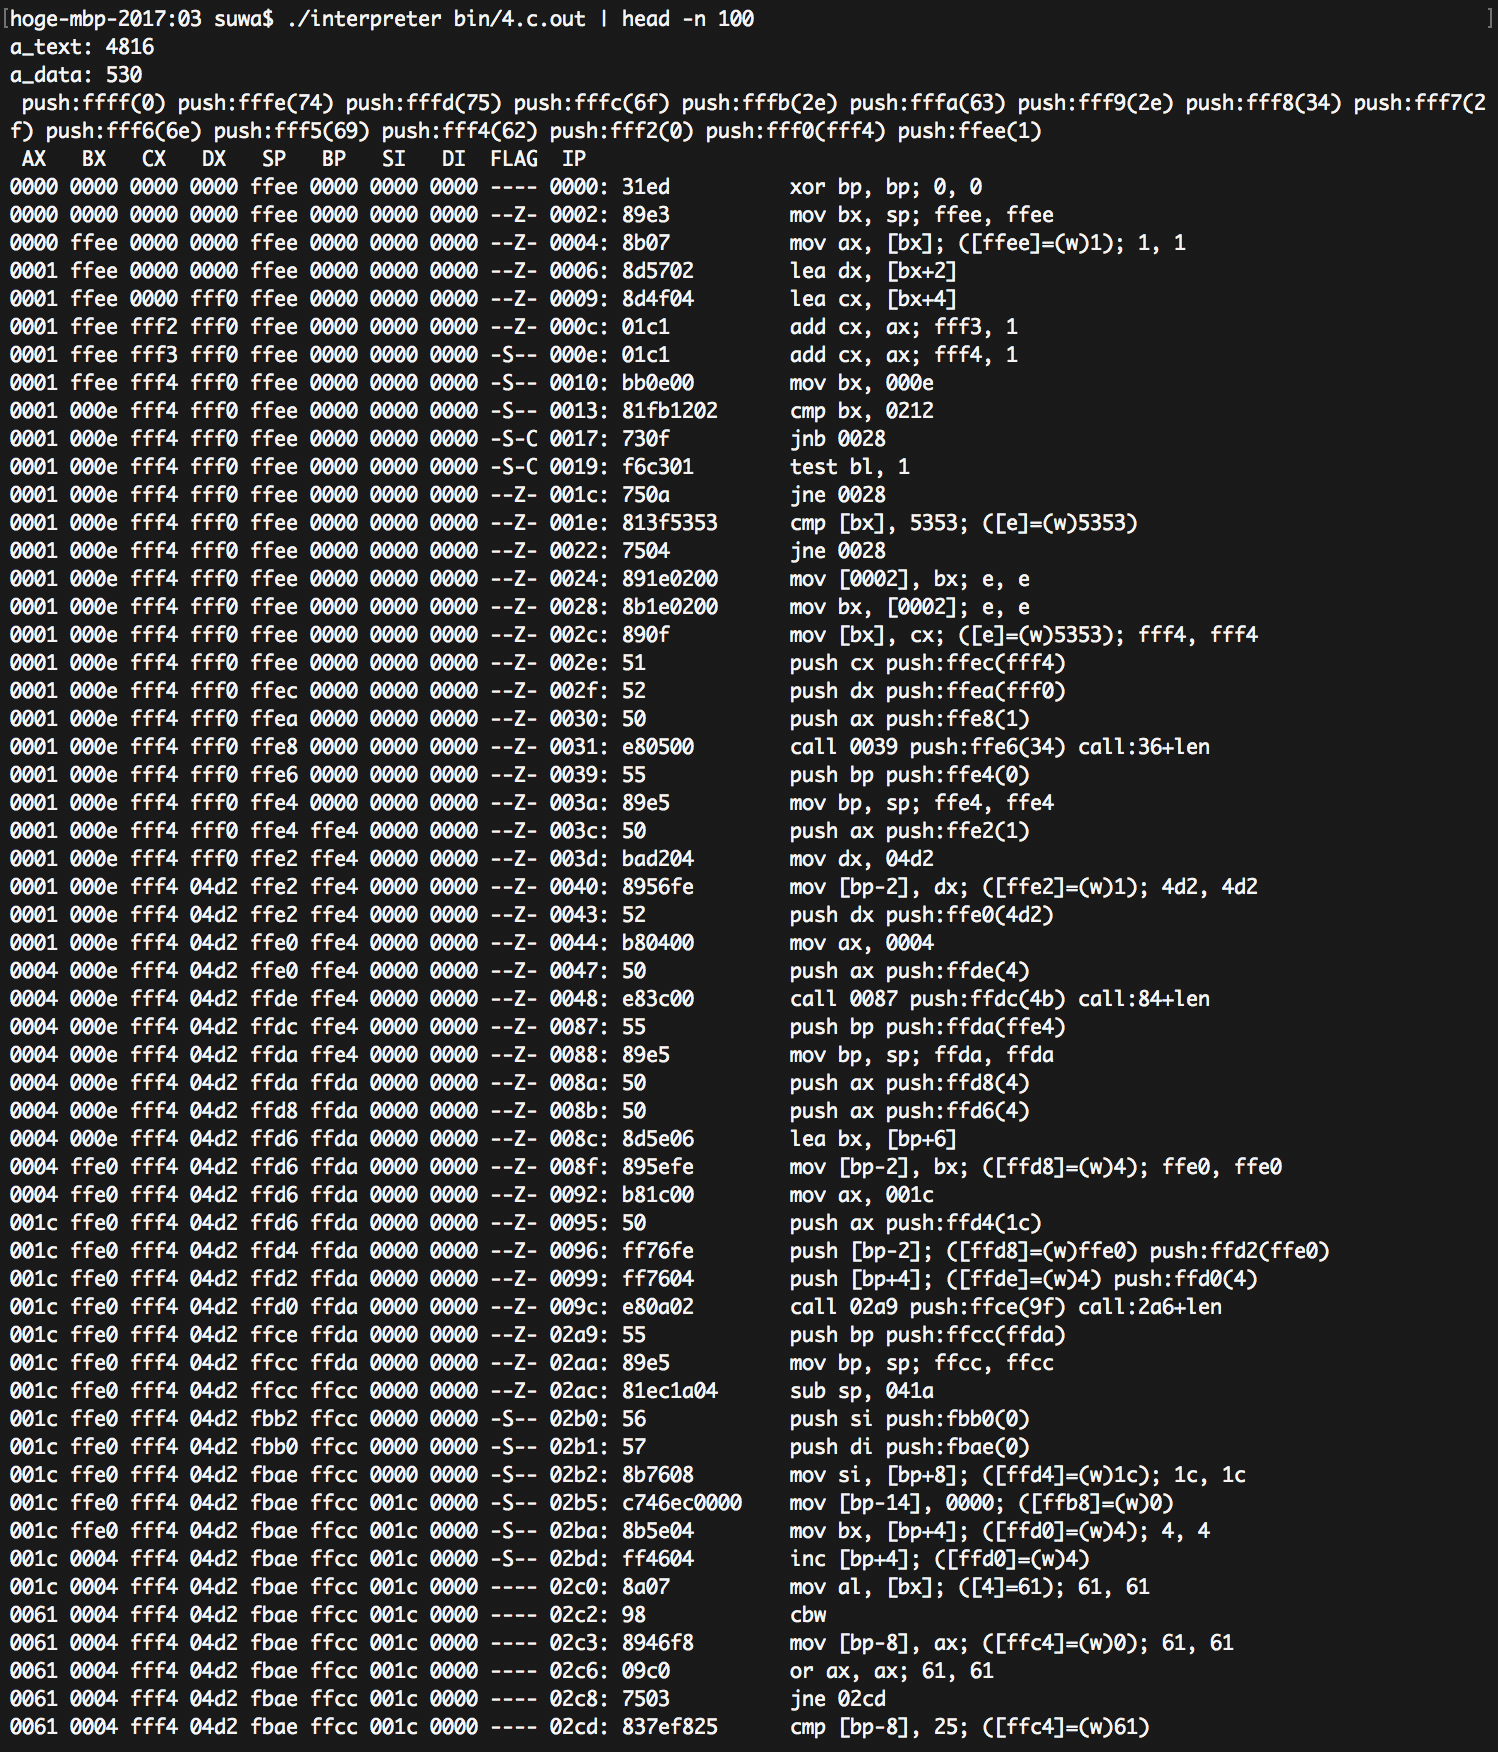 [hoge-mbp-2017:03 suwa$ ./interpreter bin/4.c.out | head -n 100 ]
a_text: 4816
a_data: 530
 push:ffff(0) push:fffe(74) push:fffd(75) push:fffc(6f) push:fffb(2e) push:fffa(63) push:fff9(2e) push:fff8(34) push:fff7(2
f) push:fff6(6e) push:fff5(69) push:fff4(62) push:fff2(0) push:fff0(fff4) push:ffee(1)
 AX   BX   CX   DX   SP   BP   SI   DI  FLAG  IP
0000 0000 0000 0000 ffee 0000 0000 0000 ---- 0000: 31ed          xor bp, bp; 0, 0
0000 0000 0000 0000 ffee 0000 0000 0000 --Z- 0002: 89e3          mov bx, sp; ffee, ffee
0000 ffee 0000 0000 ffee 0000 0000 0000 --Z- 0004: 8b07          mov ax, [bx]; ([ffee]=(w)1); 1, 1
0001 ffee 0000 0000 ffee 0000 0000 0000 --Z- 0006: 8d5702        lea dx, [bx+2]
0001 ffee 0000 fff0 ffee 0000 0000 0000 --Z- 0009: 8d4f04        lea cx, [bx+4]
0001 ffee fff2 fff0 ffee 0000 0000 0000 --Z- 000c: 01c1          add cx, ax; fff3, 1
0001 ffee fff3 fff0 ffee 0000 0000 0000 -S-- 000e: 01c1          add cx, ax; fff4, 1
0001 ffee fff4 fff0 ffee 0000 0000 0000 -S-- 0010: bb0e00        mov bx, 000e
0001 000e fff4 fff0 ffee 0000 0000 0000 -S-- 0013: 81fb1202      cmp bx, 0212
0001 000e fff4 fff0 ffee 0000 0000 0000 -S-C 0017: 730f          jnb 0028
0001 000e fff4 fff0 ffee 0000 0000 0000 -S-C 0019: f6c301        test bl, 1
0001 000e fff4 fff0 ffee 0000 0000 0000 --Z- 001c: 750a          jne 0028
0001 000e fff4 fff0 ffee 0000 0000 0000 --Z- 001e: 813f5353      cmp [bx], 5353; ([e]=(w)5353)
0001 000e fff4 fff0 ffee 0000 0000 0000 --Z- 0022: 7504          jne 0028
0001 000e fff4 fff0 ffee 0000 0000 0000 --Z- 0024: 891e0200      mov [0002], bx; e, e
0001 000e fff4 fff0 ffee 0000 0000 0000 --Z- 0028: 8b1e0200      mov bx, [0002]; e, e
0001 000e fff4 fff0 ffee 0000 0000 0000 --Z- 002c: 890f          mov [bx], cx; ([e]=(w)5353); fff4, fff4
0001 000e fff4 fff0 ffee 0000 0000 0000 --Z- 002e: 51            push cx push:ffec(fff4)
0001 000e fff4 fff0 ffec 0000 0000 0000 --Z- 002f: 52            push dx push:ffea(fff0)
0001 000e fff4 fff0 ffea 0000 0000 0000 --Z- 0030: 50            push ax push:ffe8(1)
0001 000e fff4 fff0 ffe8 0000 0000 0000 --Z- 0031: e80500        call 0039 push:ffe6(34) call:36+len
0001 000e fff4 fff0 ffe6 0000 0000 0000 --Z- 0039: 55            push bp push:ffe4(0)
0001 000e fff4 fff0 ffe4 0000 0000 0000 --Z- 003a: 89e5          mov bp, sp; ffe4, ffe4
0001 000e fff4 fff0 ffe4 ffe4 0000 0000 --Z- 003c: 50            push ax push:ffe2(1)
0001 000e fff4 fff0 ffe2 ffe4 0000 0000 --Z- 003d: bad204        mov dx, 04d2
0001 000e fff4 04d2 ffe2 ffe4 0000 0000 --Z- 0040: 8956fe        mov [bp-2], dx; ([ffe2]=(w)1); 4d2, 4d2
0001 000e fff4 04d2 ffe2 ffe4 0000 0000 --Z- 0043: 52            push dx push:ffe0(4d2)
0001 000e fff4 04d2 ffe0 ffe4 0000 0000 --Z- 0044: b80400        mov ax, 0004
0004 000e fff4 04d2 ffe0 ffe4 0000 0000 --Z- 0047: 50            push ax push:ffde(4)
0004 000e fff4 04d2 ffde ffe4 0000 0000 --Z- 0048: e83c00        call 0087 push:ffdc(4b) call:84+len
0004 000e fff4 04d2 ffdc ffe4 0000 0000 --Z- 0087: 55            push bp push:ffda(ffe4)
0004 000e fff4 04d2 ffda ffe4 0000 0000 --Z- 0088: 89e5          mov bp, sp; ffda, ffda
0004 000e fff4 04d2 ffda ffda 0000 0000 --Z- 008a: 50            push ax push:ffd8(4)
0004 000e fff4 04d2 ffd8 ffda 0000 0000 --Z- 008b: 50            push ax push:ffd6(4)
0004 000e fff4 04d2 ffd6 ffda 0000 0000 --Z- 008c: 8d5e06        lea bx, [bp+6]
0004 ffe0 fff4 04d2 ffd6 ffda 0000 0000 --Z- 008f: 895efe        mov [bp-2], bx; ([ffd8]=(w)4); ffe0, ffe0
0004 ffe0 fff4 04d2 ffd6 ffda 0000 0000 --Z- 0092: b81c00        mov ax, 001c
001c ffe0 fff4 04d2 ffd6 ffda 0000 0000 --Z- 0095: 50            push ax push:ffd4(1c)
001c ffe0 fff4 04d2 ffd4 ffda 0000 0000 --Z- 0096: ff76fe        push [bp-2]; ([ffd8]=(w)ffe0) push:ffd2(ffe0)
001c ffe0 fff4 04d2 ffd2 ffda 0000 0000 --Z- 0099: ff7604        push [bp+4]; ([ffde]=(w)4) push:ffd0(4)
001c ffe0 fff4 04d2 ffd0 ffda 0000 0000 --Z- 009c: e80a02        call 02a9 push:ffce(9f) call:2a6+len
001c ffe0 fff4 04d2 ffce ffda 0000 0000 --Z- 02a9: 55            push bp push:ffcc(ffda)
001c ffe0 fff4 04d2 ffcc ffda 0000 0000 --Z- 02aa: 89e5          mov bp, sp; ffcc, ffcc
001c ffe0 fff4 04d2 ffcc ffcc 0000 0000 --Z- 02ac: 81ec1a04      sub sp, 041a
001c ffe0 fff4 04d2 fbb2 ffcc 0000 0000 -S-- 02b0: 56            push si push:fbb0(0)
001c ffe0 fff4 04d2 fbb0 ffcc 0000 0000 -S-- 02b1: 57            push di push:fbae(0)
001c ffe0 fff4 04d2 fbae ffcc 0000 0000 -S-- 02b2: 8b7608        mov si, [bp+8]; ([ffd4]=(w)1c); 1c, 1c
001c ffe0 fff4 04d2 fbae ffcc 001c 0000 -S-- 02b5: c746ec0000    mov [bp-14], 0000; ([ffb8]=(w)0)
001c ffe0 fff4 04d2 fbae ffcc 001c 0000 -S-- 02ba: 8b5e04        mov bx, [bp+4]; ([ffd0]=(w)4); 4, 4
001c 0004 fff4 04d2 fbae ffcc 001c 0000 -S-- 02bd: ff4604        inc [bp+4]; ([ffd0]=(w)4)
001c 0004 fff4 04d2 fbae ffcc 001c 0000 ---- 02c0: 8a07          mov al, [bx]; ([4]=61); 61, 61
0061 0004 fff4 04d2 fbae ffcc 001c 0000 ---- 02c2: 98            cbw
0061 0004 fff4 04d2 fbae ffcc 001c 0000 ---- 02c3: 8946f8        mov [bp-8], ax; ([ffc4]=(w)0); 61, 61
0061 0004 fff4 04d2 fbae ffcc 001c 0000 ---- 02c6: 09c0          or ax, ax; 61, 61
0061 0004 fff4 04d2 fbae ffcc 001c 0000 ---- 02c8: 7503          jne 02cd
0061 0004 fff4 04d2 fbae ffcc 001c 0000 ---- 02cd: 837ef825      cmp [bp-8], 25; ([ffc4]=(w)61)